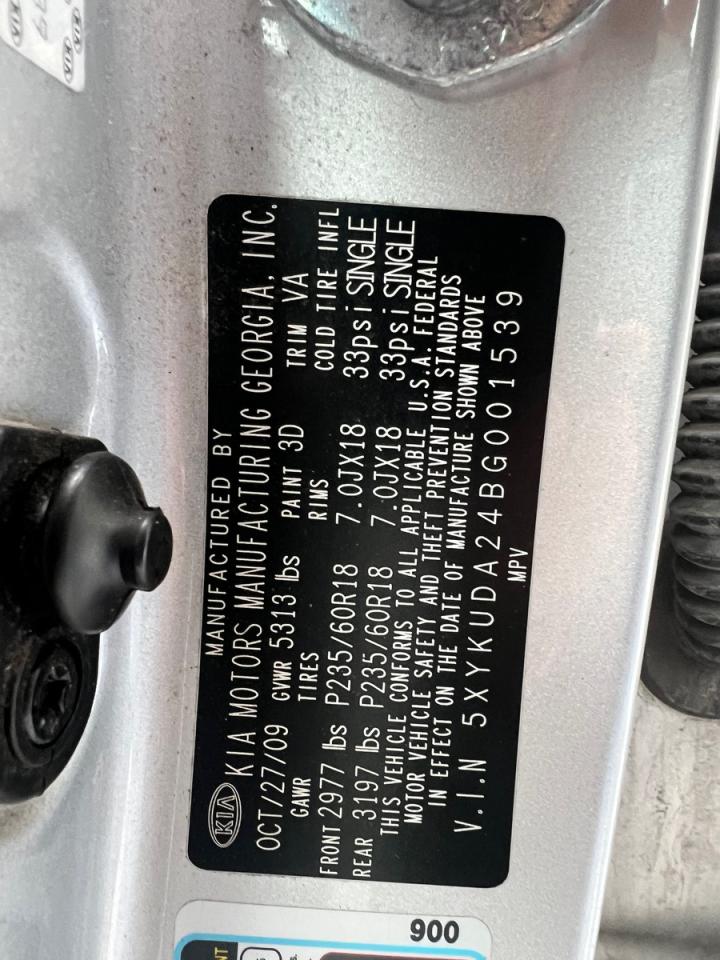 MANUFACTURED BY
KIA KIA MOTORS MANUFACTURING GEORGIA, INC.
OCT/27/09 GVWR 5313 lbs PAINT 3D TRIM VA
GAWR TIRES RIMS COLD TIRE INFL
FRONT 2977 lbs P235/60R18 7.0JX18 33psi SINGLE
REAR 3197 lbs P235/60R18 7.0JX18 33psi SINGLE
THIS VEHICLE CONFORMS TO ALL APPLICABLE U.S.A. FEDERAL
MOTOR VEHICLE SAFETY AND THEFT PREVENTION STANDARDS
IN EFFECT ON THE DATE OF MANUFACTURE SHOWN ABOVE
V.I.N 5XYKUDA24BG001539
MPV
900
KIA
KIA
KIA